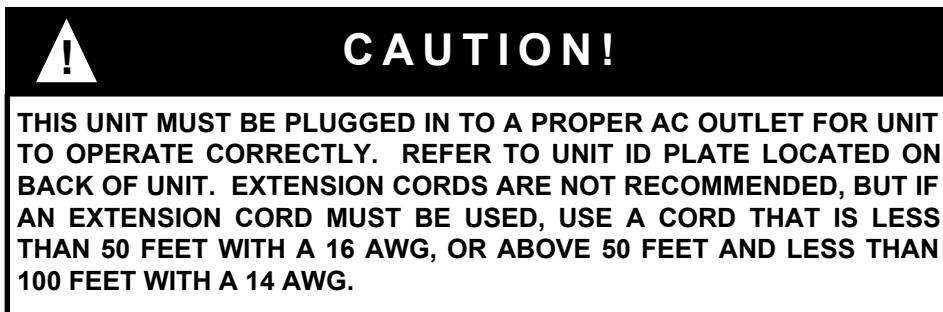 !
CAUTION!
THIS UNIT MUST BE PLUGGED IN TO A PROPER AC OUTLET FOR UNIT
TO OPERATE CORRECTLY. REFER TO UNIT ID PLATE LOCATED ON
BACK OF UNIT. EXTENSION CORDS ARE NOT RECOMMENDED, BUT IF
AN EXTENSION CORD MUST BE USED, USE A CORD THAT IS LESS
THAN 50 FEET WITH A 16 AWG, OR ABOVE 50 FEET AND LESS THAN
100 FEET WITH A 14 AWG.